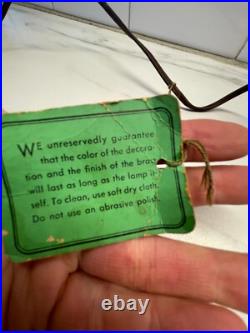 WE unreservedly guarantee
that the color of the decora-
tion and the finish of the brass
will last as long as the lamp it-
self. To clean, use soft dry cloth.
Do not use an abrasive polish.